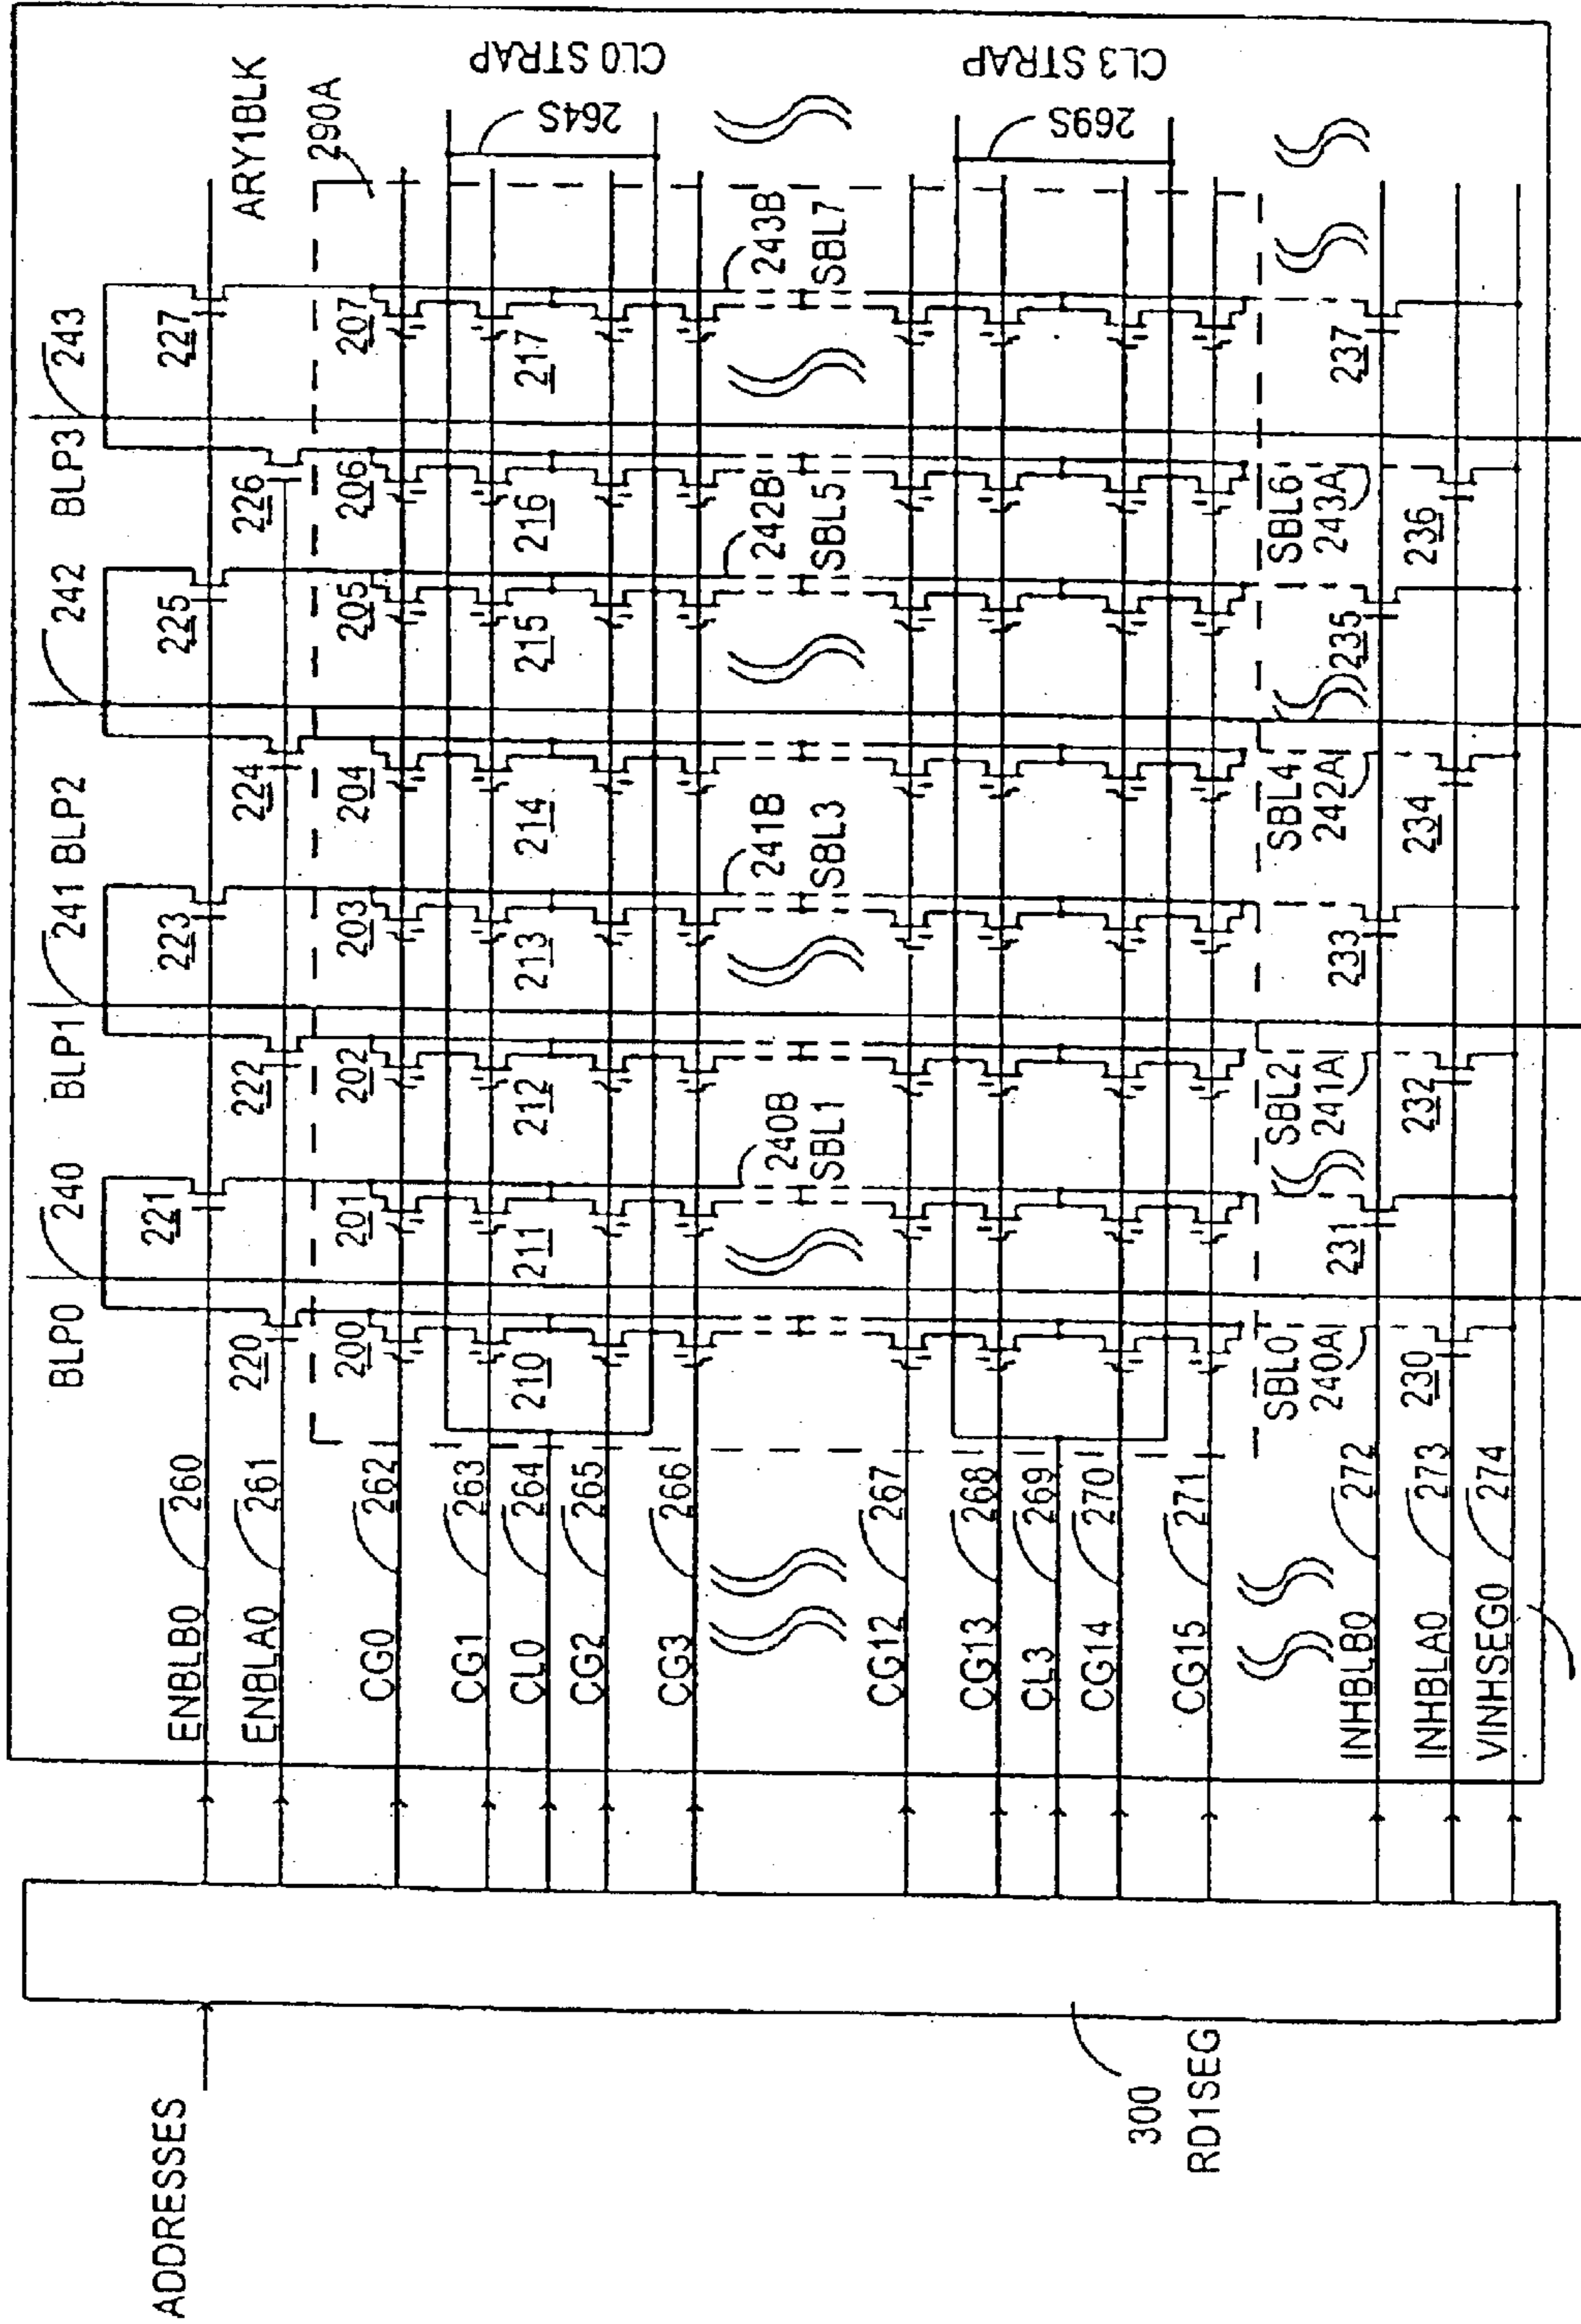 ADDRESSES
300
RD1SEG
ENBLB0 260
ENBLA0 261
CG0 262
CG1 263
CL0 264
CG2 265
CG3 266
CG12 267
CG13 268
CL3 269
CG14 270
CG15 271
INHBLB0 272
INHBLA0 273
VINHSEG0 274
BLP0 240 BLP1 241 BLP2 242 BLP3 243
221 223 225 227
220 222 224 226
ARY1BLK
290A
200 201 202 203 204 205 206 207
CL0 STRAP
264S
210 211 212 213 214 215 216 217
240B
SBL1
241B
SBL3
242B
SBL5
243B
SBL7
CL3 STRAP
269S
SBL0
240A
SBL2
241A
SBL4
242A
SBL6
243A
231 233 235 237
230 232 234 236